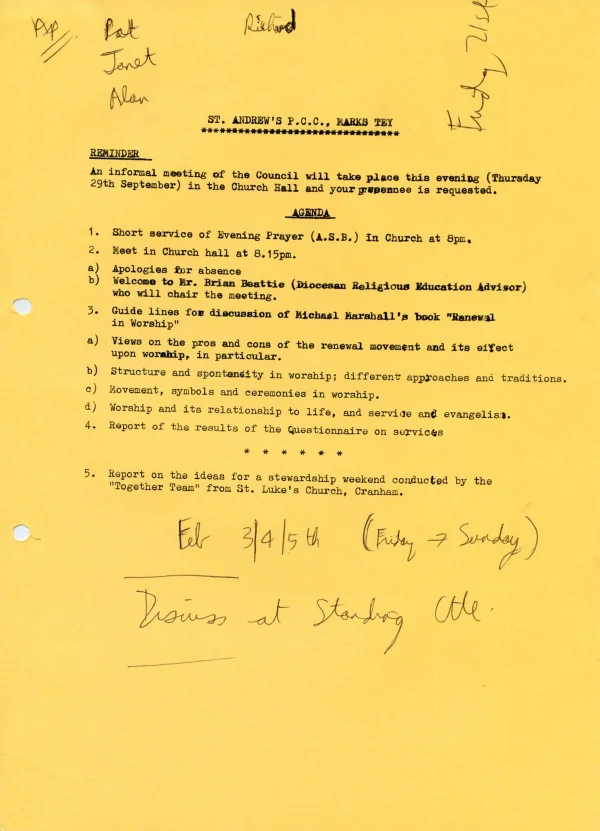 Pat
Richard
Janet
Alan
Friday 21st
ST. ANDREW'S P.C.C., MARKS TEY
********************************
REMINDER
An informal meeting of the Council will take place this evening (Thursday
29th September) in the Church Hall and your is requested.
AGENDA
1. Short service of Evening Prayer (A.S.B.) In Church at 8pm.
2. Meet in Church hall at 8.15pm.
a) Apologies for absence
b) Welcome to Mr. Brian Beattie (Diocesan Religious Education Advisor)
who will chair the meeting.
3. Guide lines for discussion of Michael Marshall's book "Renewal
in Worship"
a) Views on the pros and cons of the renewal movement and its effect
upon worship, in particular.
b) Structure and spontaneity in worship; different approaches and traditions.
c) Movement, symbols and ceremonies in worship.
d) Worship and its relationship to life, and service and evangelism.
4. Report of the results of the Questionnaire on services
* * * * * *
5. Report on the ideas for a stewardship weekend conducted by the
"Together Team" from St. Luke's Church, Cranham.
Feb 3/4/5th (Friday → Sunday)
Discuss at Standing Ctte.